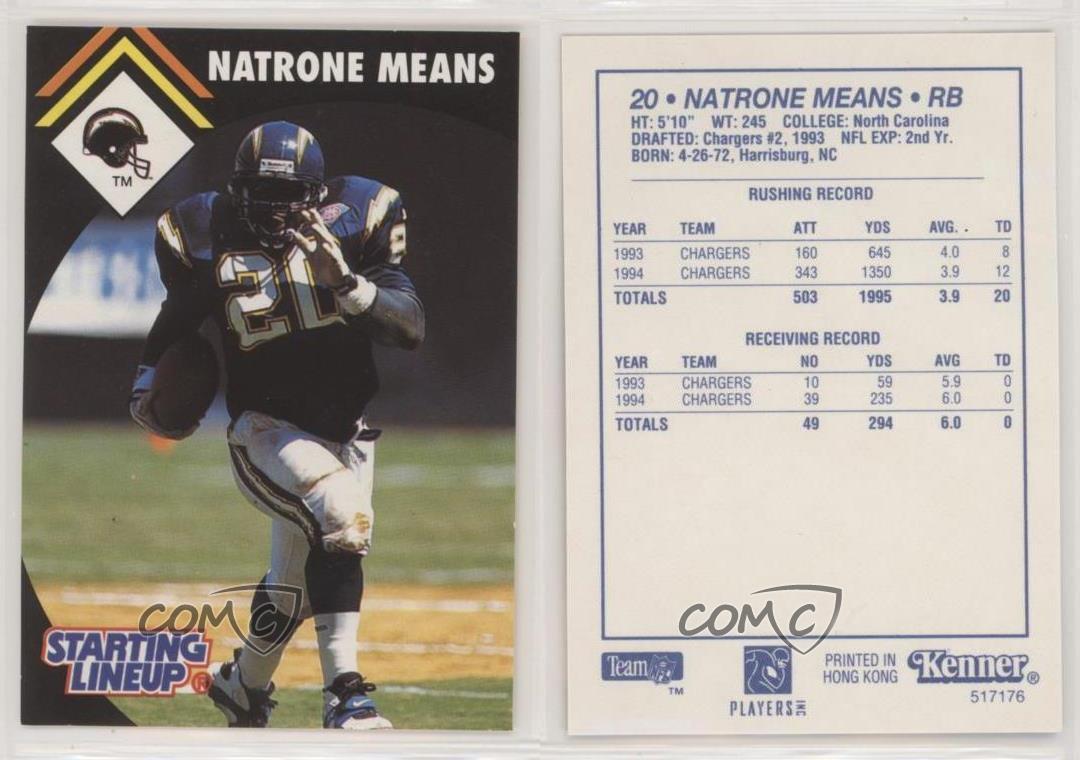 NATRONE MEANS
TM
20
STARTING
LINEUP®
COMC
20 • NATRONE MEANS • RB
HT: 5'10" WT: 245 COLLEGE: North Carolina
DRAFTED: Chargers #2, 1993 NFL EXP: 2nd Yr.
BORN: 4-26-72, Harrisburg, NC
RUSHING RECORD
YEAR TEAM ATT YDS AVG. TD
1993 CHARGERS 160 645 4.0 8
1994 CHARGERS 343 1350 3.9 12
TOTALS 503 1995 3.9 20
RECEIVING RECORD
YEAR TEAM NO YDS AVG TD
1993 CHARGERS 10 59 5.9 0
1994 CHARGERS 39 235 6.0 0
TOTALS 49 294 6.0 0
COMC
Team NFL TM
PLAYERS INC
PRINTED IN
HONG KONG
Kenner®
517176